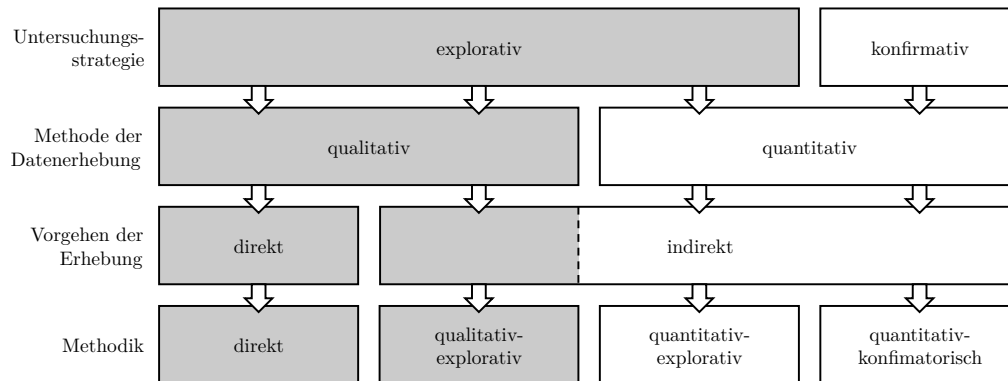 Untersuchungs-
strategie
explorativ
konfirmativ
Methode der
Datenerhebung
qualitativ
quantitativ
Vorgehen der
Erhebung
direkt
indirekt
Methodik
direkt
qualitativ-
explorativ
quantitativ-
explorativ
quantitativ-
konfimatorisch